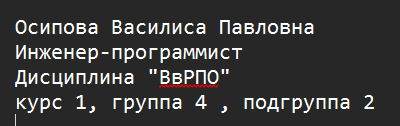 Осипова Василиса Павловна
Инженер-программист
Дисциплина "ВвРПО"
курс 1, группа 4 , подгруппа 2